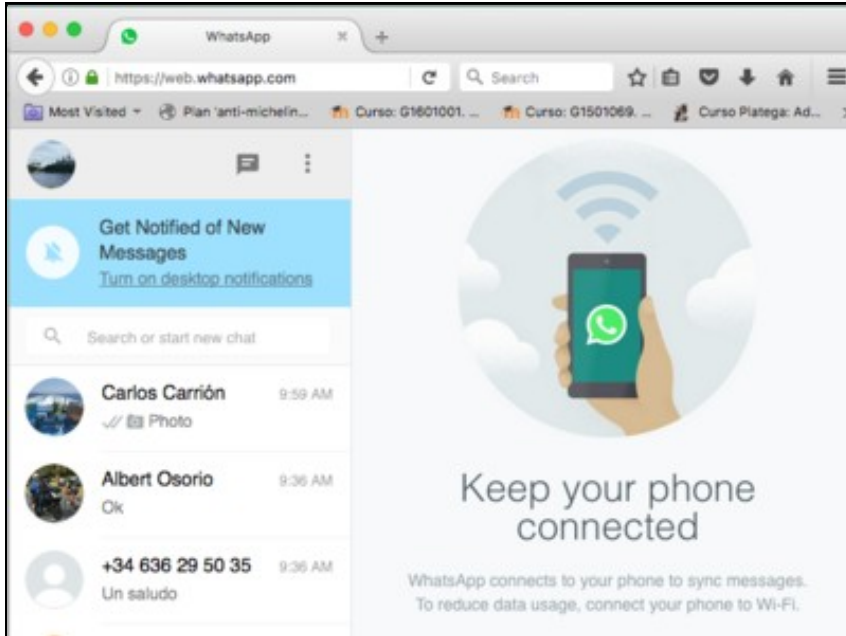 WhatsApp
https://web.whatsapp.com
Search
Most Visited
Plan 'anti-michelin...
Curso: G1601001. ...
Curso: G1501069. ...
Curso Platega: Ad...
Get Notified of New
Messages
Turn on desktop notifications
Search or start new chat
Carlos Carrión 9:59 AM
Photo
Albert Osorio 9:36 AM
Ok
+34 636 29 50 35 9:36 AM
Un saludo
Keep your phone
connected
WhatsApp connects to your phone to sync messages.
To reduce data usage, connect your phone to Wi-Fi.